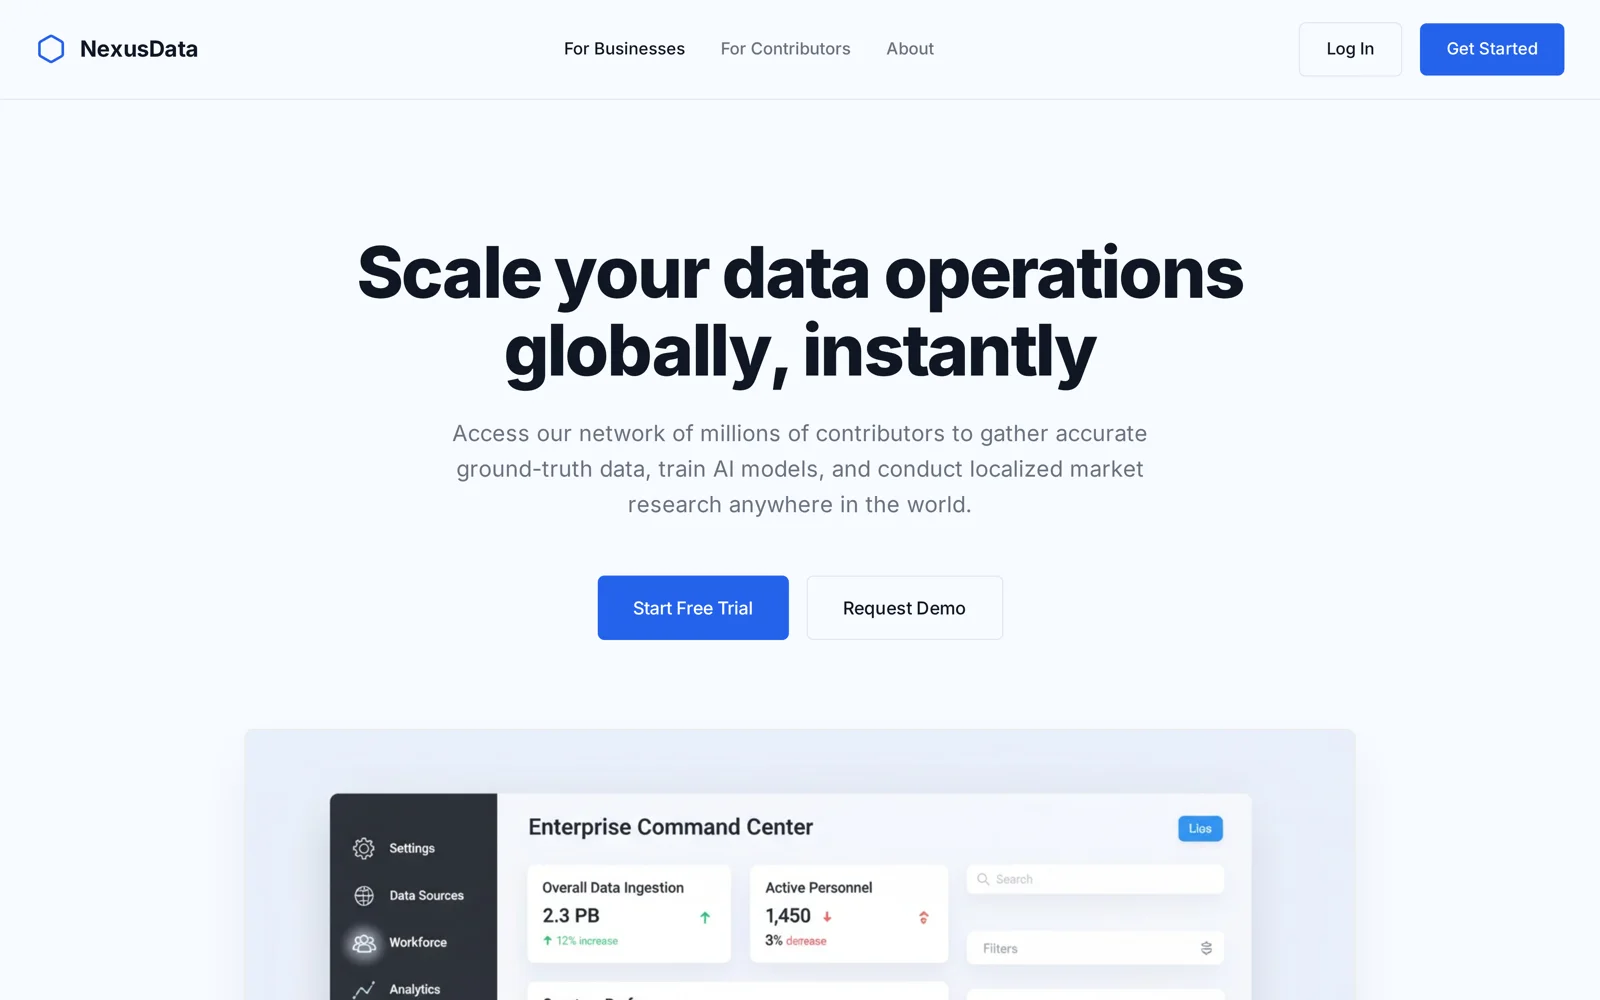 NexusData
For Businesses
For Contributors
About
Log In
Get Started
Scale your data operations
globally, instantly
Access our network of millions of contributors to gather accurate
ground-truth data, train AI models, and conduct localized market
research anywhere in the world.
Start Free Trial
Request Demo
Settings
Data Sources
Workforce
Analytics
Enterprise Command Center
Lios
Overall Data Ingestion
2.3 PB
12% increase
Active Personnel
1,450
3% derrease
Search
Fiiters